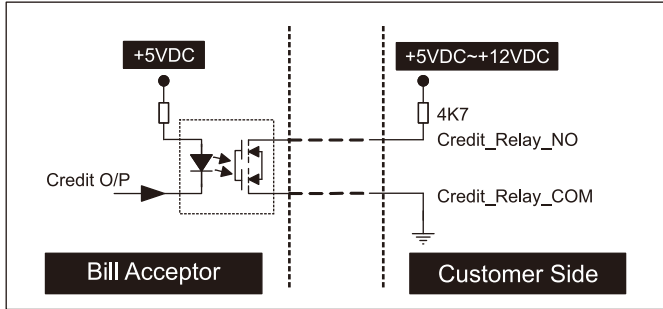 +5VDC
+5VDC~+12VDC
4K7
Credit_Relay_NO
Credit O/P
Credit_Relay_COM
Bill Acceptor
Customer Side